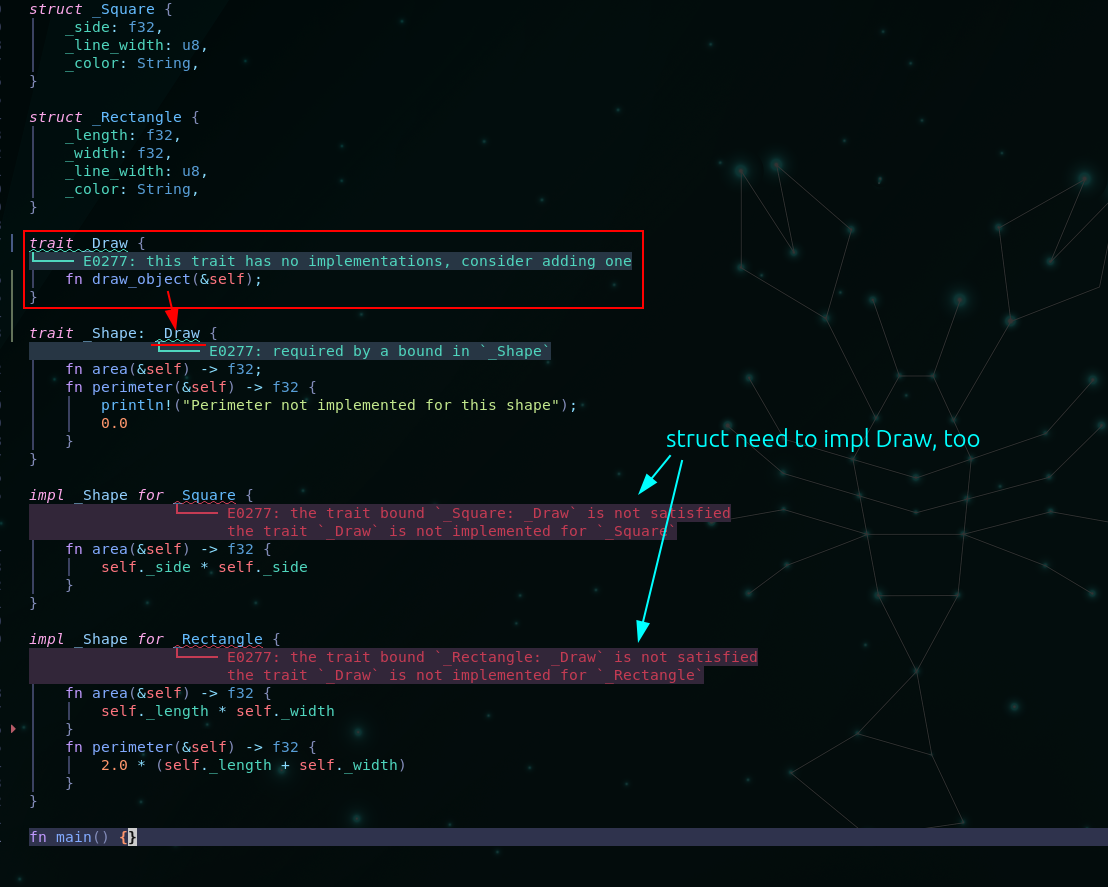 struct _Square {
    _side: f32,
    _line_width: u8,
    _color: String,
}
struct _Rectangle {
    _length: f32,
    _width: f32,
    _line_width: u8,
    _color: String,
}
trait _Draw {
E0277: this trait has no implementations, consider adding one
    fn draw_object(&self);
}
trait _Shape: _Draw {
E0277: required by a bound in `_Shape`
    fn area(&self) -> f32;
    fn perimeter(&self) -> f32 {
        println!("Perimeter not implemented for this shape");
        0.0
    }
}
struct need to impl Draw, too
impl _Shape for _Square {
E0277: the trait bound `_Square: _Draw` is not satisfied
the trait `_Draw` is not implemented for `_Square`
    fn area(&self) -> f32 {
        self._side * self._side
    }
}
impl _Shape for _Rectangle {
E0277: the trait bound `_Rectangle: _Draw` is not satisfied
the trait `_Draw` is not implemented for `_Rectangle`
    fn area(&self) -> f32 {
        self._length * self._width
    }
    fn perimeter(&self) -> f32 {
        2.0 * (self._length + self._width)
    }
}
fn main() {}